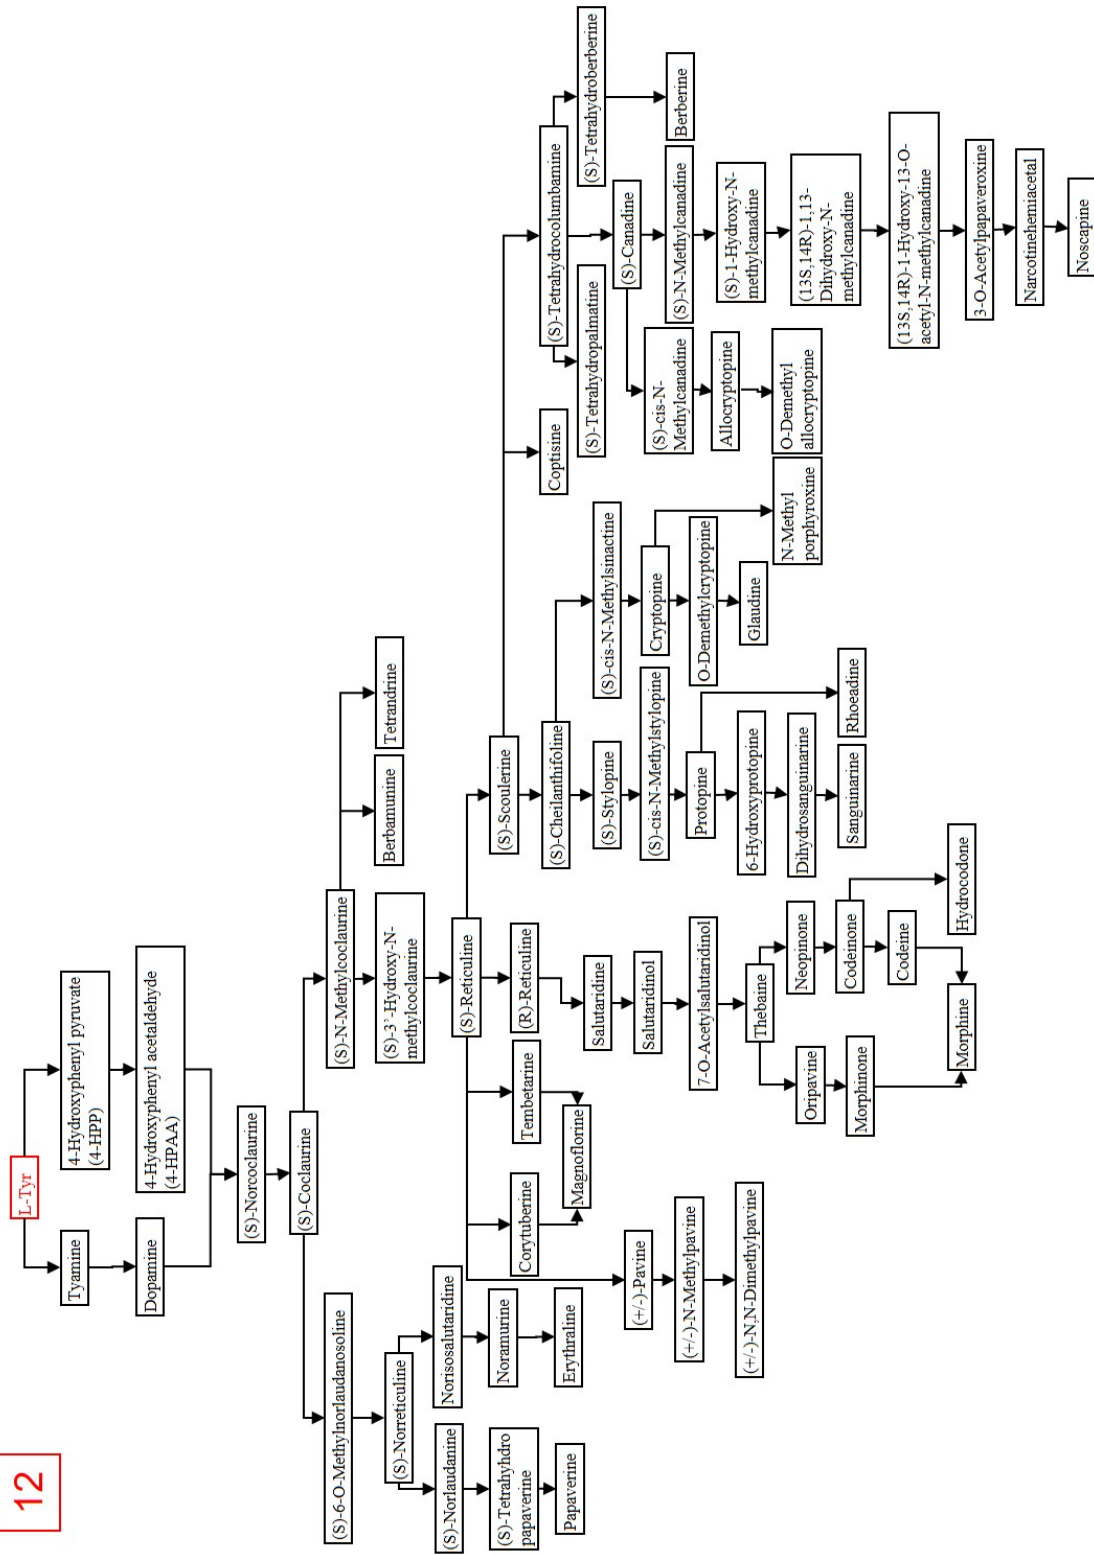 12
L-Tyr
Tyamine
4-Hydroxyphenyl pyruvate
(4-HPP)
Dopamine
4-Hydroxyphenyl acetaldehyde
(4-HPAA)
(S)-Norcoclaurine
(S)-Coclaurine
(S)-6-O-Methylnorlaudanosoline
(S)-N-Methylcoclaurine
(S)-Norreticuline
(S)-3'-Hydroxy-N-
methylcoclaurine
Berbamunine
Tetrandrine
(S)-Norlaudanine
Norisosalutaridine
(S)-Reticuline
(S)-Tetrahyhdro
papaverine
Noramurine
Corytuberine
Tembetarine
(R)-Reticuline
(S)-Scoulerine
Papaverine
Erythraline
Magnoflorine
Salutaridine
(S)-Cheilanthifoline
Coptisine
(S)-Tetrahydrocolumbamine
(+/-)-Pavine
Salutaridinol
(S)-Stylopine
(S)-cis-N-Methylsinactine
(S)-Tetrahydropalmatine
(S)-Canadine
(S)-Tetrahydroberberine
(+/-)-N-Methylpavine
7-O-Acetylsalutaridinol
(S)-cis-N-Methylstylopine
Cryptopine
(S)-cis-N-
Methylcanadine
(S)-N-Methylcanadine
Berberine
(+/-)-N,N-Dimethylpavine
Thebaine
Protopine
O-Demethylcryptopine
Allocryptopine
(S)-1-Hydroxy-N-
methylcanadine
Oripavine
Neopinone
6-Hydroxyprotopine
Glaudine
N-Methyl
porphyroxine
O-Demethyl
allocryptopine
(13S,14R)-1,13-
Dihydroxy-N-
methylcanadine
Morphinone
Codeinone
Dihydrosanguinarine
Codeine
Sanguinarine
Rhoeadine
(13S,14R)-1-Hydroxy-13-O-
acetyl-N-methylcanadine
Morphine
Hydrocodone
3-O-Acetylpapaveroxine
Narcotinehemiacetal
Noscapine